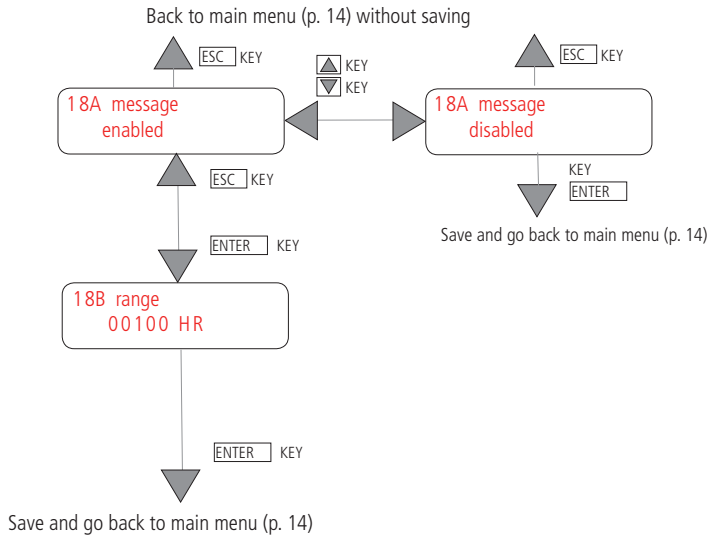 Back to main menu (p. 14) without saving
ESC KEY
KEY
KEY
ESC KEY
18A message
enabled
18A message
disabled
ESC KEY
KEY
ENTER
Save and go back to main menu (p. 14)
ENTER KEY
18B range
00100 HR
ENTER KEY
Save and go back to main menu (p. 14)